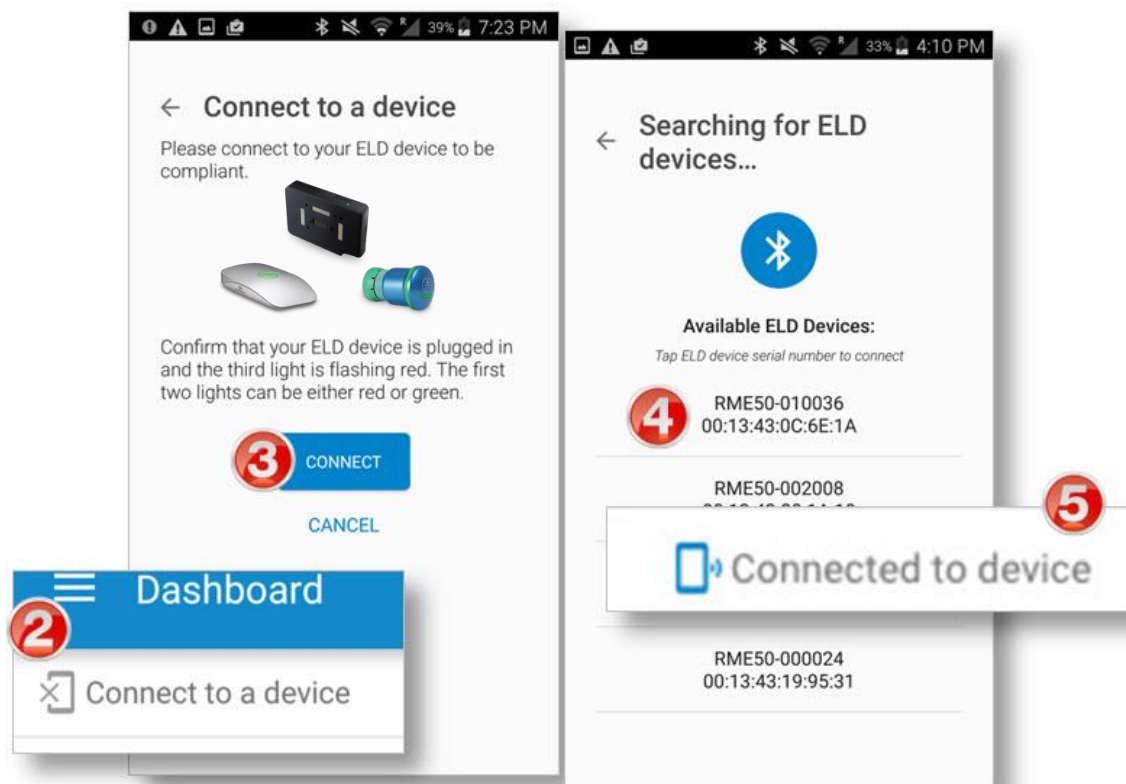 39% 7:23 PM
← Connect to a device
Please connect to your ELD device to be
compliant.
Confirm that your ELD device is plugged in
and the third light is flashing red. The first
two lights can be either red or green.
3 CONNECT
CANCEL
2 Dashboard
Connect to a device
R 33% 4:10 PM
← Searching for ELD
devices...
Available ELD Devices:
Tap ELD device serial number to connect
4 RME50-010036
00:13:43:0C:6E:1A
RME50-002008
5
Connected to device
RME50-000024
00:13:43:19:95:31